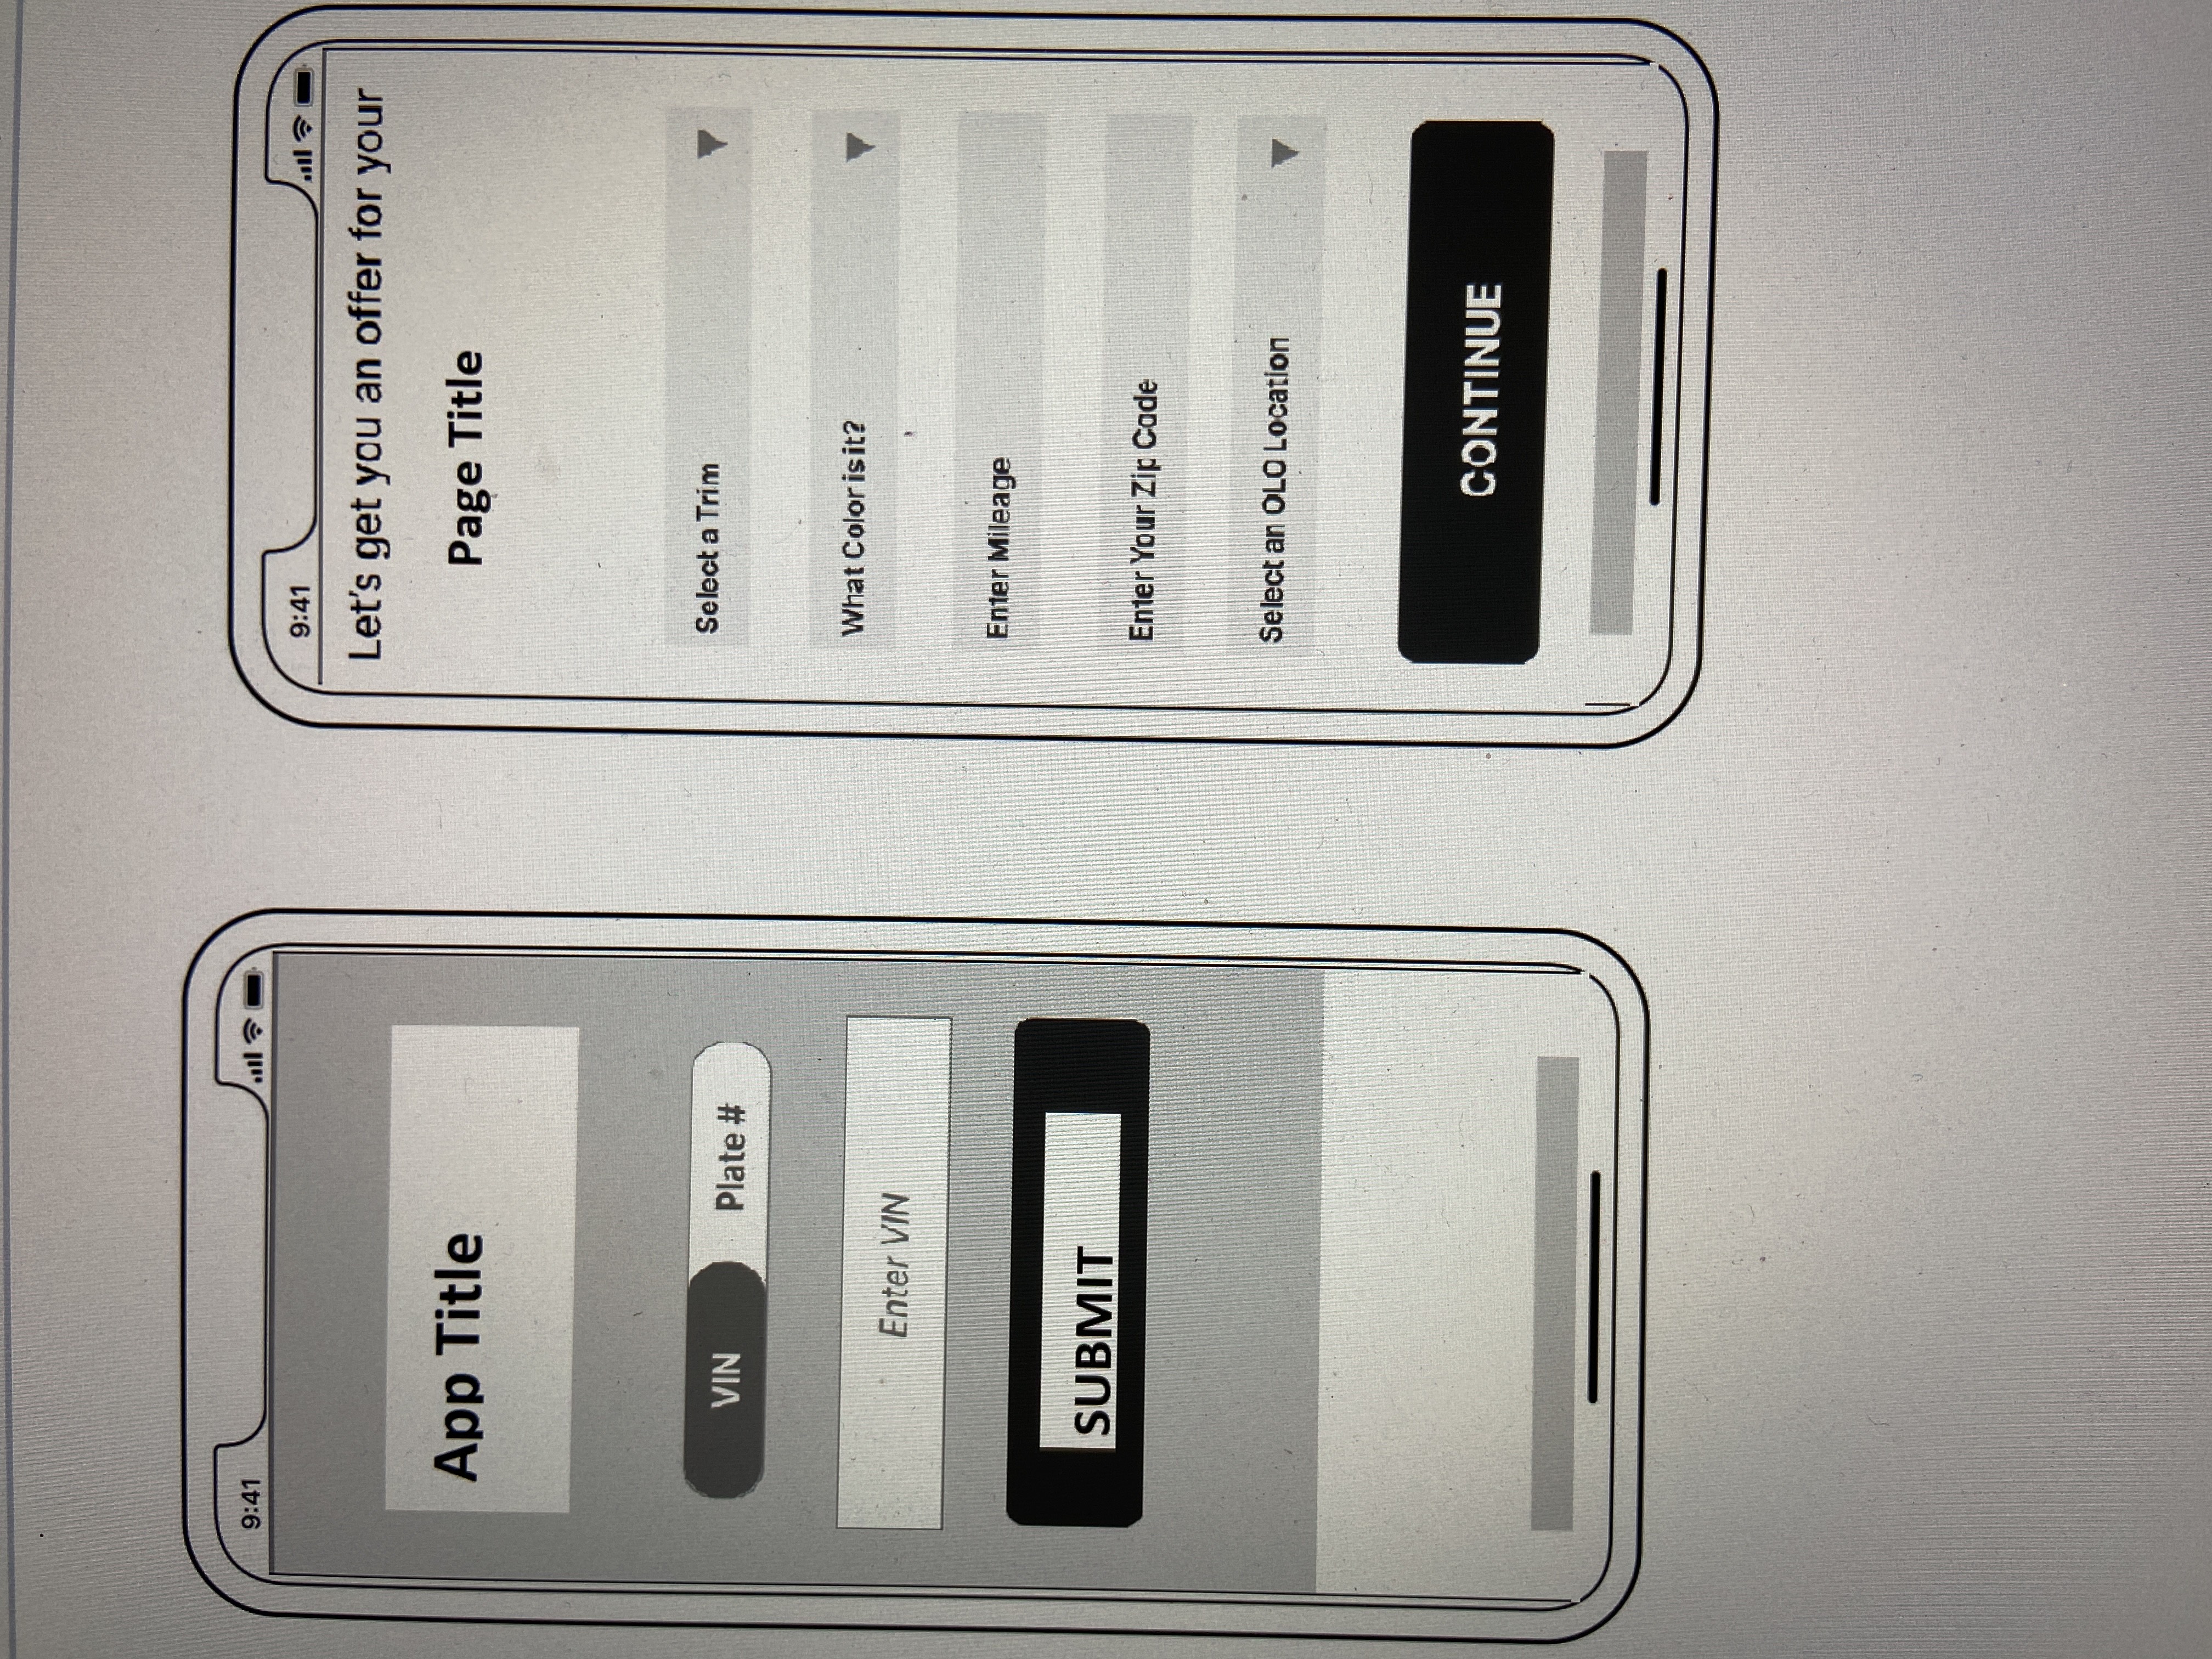 9:41
App Title
VIN
Plate #
Enter VIN
SUBMIT
9:41
Let's get you an offer for your
Page Title
Select a Trim
What Color is it?
Enter Mileage
Enter Your Zip Code
Select an OLO Location
CONTINUE